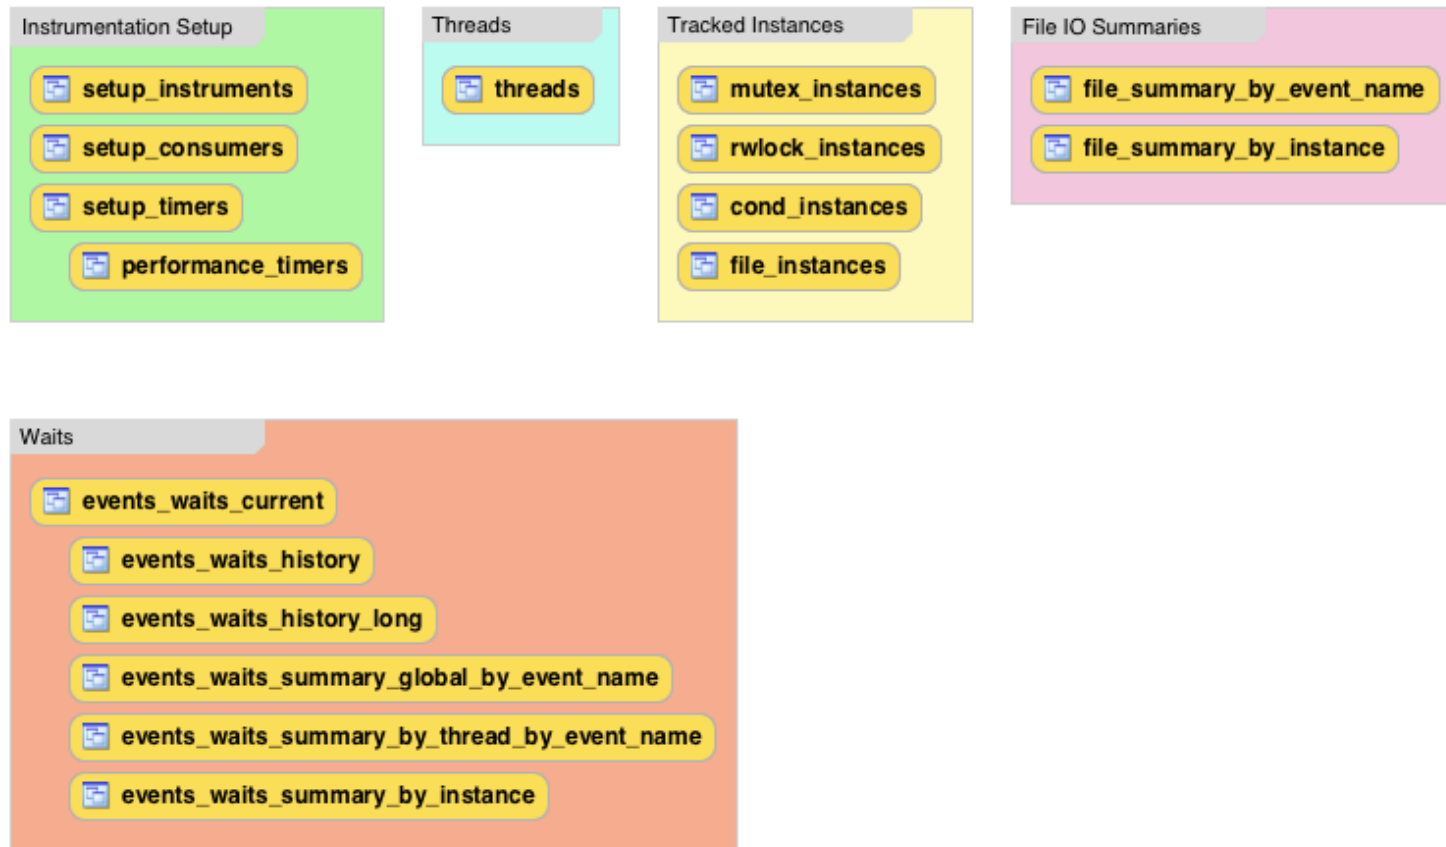 Instrumentation Setup
setup_instruments
setup_consumers
setup_timers
performance_timers
Threads
threads
Tracked Instances
mutex_instances
rwlock_instances
cond_instances
file_instances
File IO Summaries
file_summary_by_event_name
file_summary_by_instance
Waits
events_waits_current
events_waits_history
events_waits_history_long
events_waits_summary_global_by_event_name
events_waits_summary_by_thread_by_event_name
events_waits_summary_by_instance